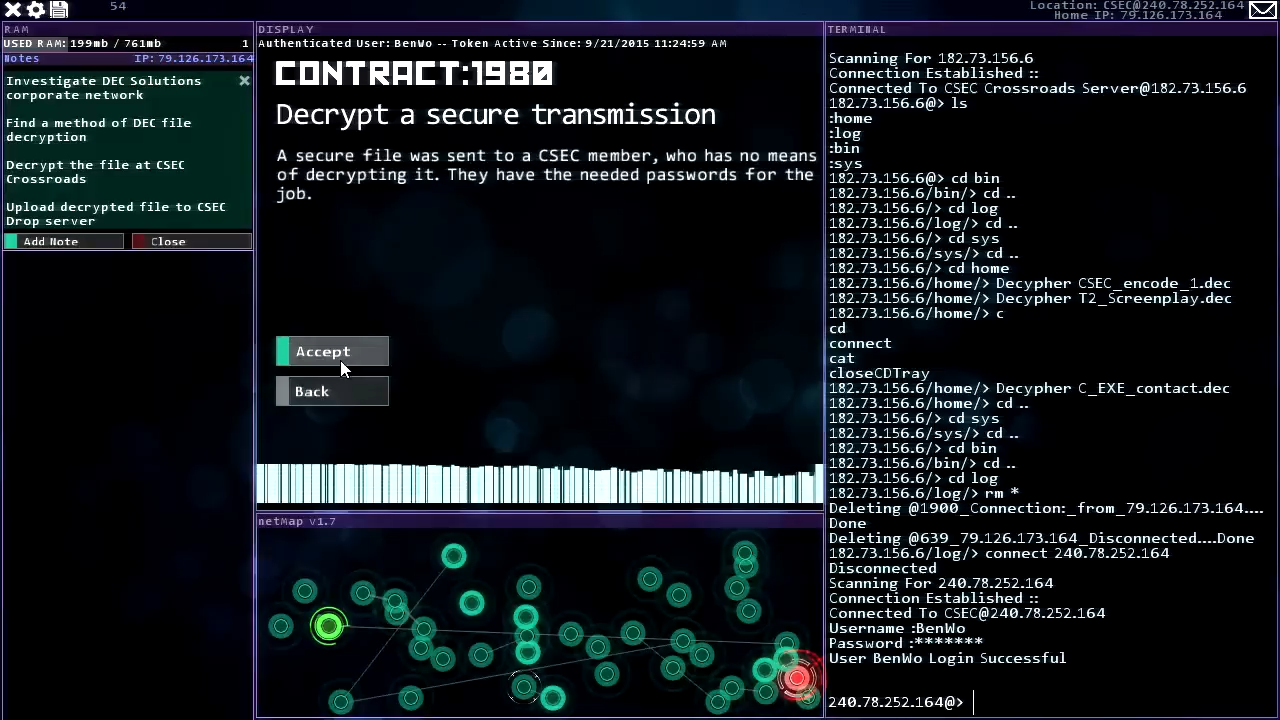 54
Location: CSEC@240.78.252.164
Home IP: 79.126.173.164
RAM
USED RAM: 199mb / 761mb 1
Notes IP: 79.126.173.164
Investigate DEC Solutions
corporate network
Find a method of DEC file
decryption
Decrypt the file at CSEC
Crossroads
Upload decrypted file to CSEC
Drop server
Add Note
Close
DISPLAY
Authenticated User: BenWo -- Token Active Since: 9/21/2015 11:24:59 AM
CONTRACT:1980
Decrypt a secure transmission
A secure file was sent to a CSEC member, who has no means
of decrypting it. They have the needed passwords for the
job.
Accept
Back
netMap v1.7
TERMINAL
Scanning For 182.73.156.6
Connection Established ::
Connected To CSEC Crossroads Server@182.73.156.6
182.73.156.6@> ls
:home
:log
:bin
:sys
182.73.156.6@> cd bin
182.73.156.6/bin/> cd ..
182.73.156.6/> cd log
182.73.156.6/log/> cd ..
182.73.156.6/> cd sys
182.73.156.6/sys/> cd ..
182.73.156.6/> cd home
182.73.156.6/home/> Decypher CSEC_encode_1.dec
182.73.156.6/home/> Decypher T2_Screenplay.dec
182.73.156.6/home/> c
cd
connect
cat
closeCDTray
182.73.156.6/home/> Decypher C_EXE_contact.dec
182.73.156.6/home/> cd ..
182.73.156.6/> cd sys
182.73.156.6/sys/> cd ..
182.73.156.6/> cd bin
182.73.156.6/bin/> cd ..
182.73.156.6/> cd log
182.73.156.6/log/> rm *
Deleting @1900_Connection:_from_79.126.173.164....
Done
Deleting @639_79.126.173.164_Disconnected....Done
182.73.156.6/log/> connect 240.78.252.164
Disconnected
Scanning For 240.78.252.164
Connection Established ::
Connected To CSEC@240.78.252.164
Username :BenWo
Password :*******
User BenWo Login Successful
240.78.252.164@>